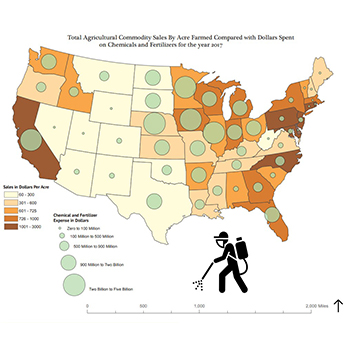 Total Agricultural Commodity Sales By Acre Farmed Compared with Dollars Spent
on Chemicals and Fertilizers for the year 2017
Sales in Dollars Per Acre
60 - 300
301 - 600
601 - 725
726 - 1000
1001 - 3000
Chemical and Fertilizer
Expense in Dollars
Zero to 100 Million
100 Million to 500 Million
500 Million to 900 Million
900 Million to Two Billion
Two Billion to Five Billion
0
500
1,000
2,000 Miles